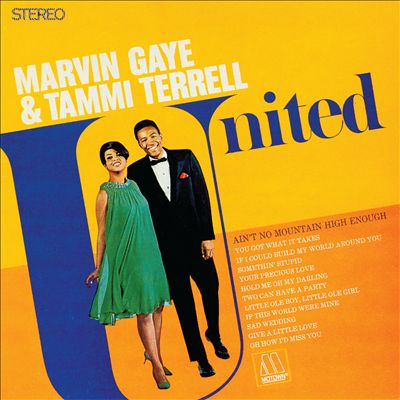 STEREO
MARVIN GAYE
& TAMMI TERRELL
United
AIN'T NO MOUNTAIN HIGH ENOUGH
YOU GOT WHAT IT TAKES
IF I COULD BUILD MY WORLD AROUND YOU
SOMETHIN' STUPID
YOUR PRECIOUS LOVE
HOLD ME OH MY DARLING
TWO CAN HAVE A PARTY
LITTLE OLE BOY, LITTLE OLE GIRL
IF THIS WORLD WERE MINE
SAD WEDDING
GIVE A LITTLE LOVE
OH HOW I'D MISS YOU
M
MOTOWN